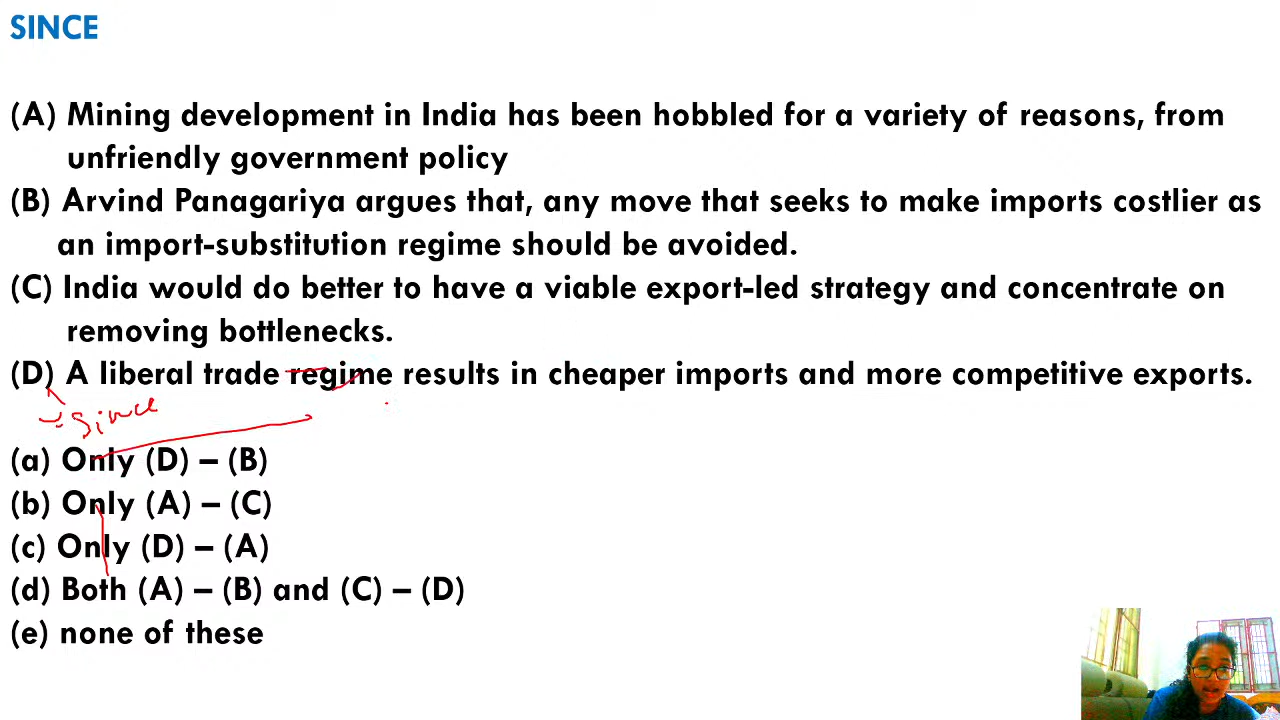 SINCE
(A) Mining development in India has been hobbled for a variety of reasons, from
unfriendly government policy
(B) Arvind Panagariya argues that, any move that seeks to make imports costlier as
an import-substitution regime should be avoided.
(C) India would do better to have a viable export-led strategy and concentrate on
removing bottlenecks.
(D) A liberal trade regime results in cheaper imports and more competitive exports.
Since
(a) Only (D) – (B)
(b) Only (A) – (C)
(c) Only (D) – (A)
(d) Both (A) – (B) and (C) – (D)
(e) none of these